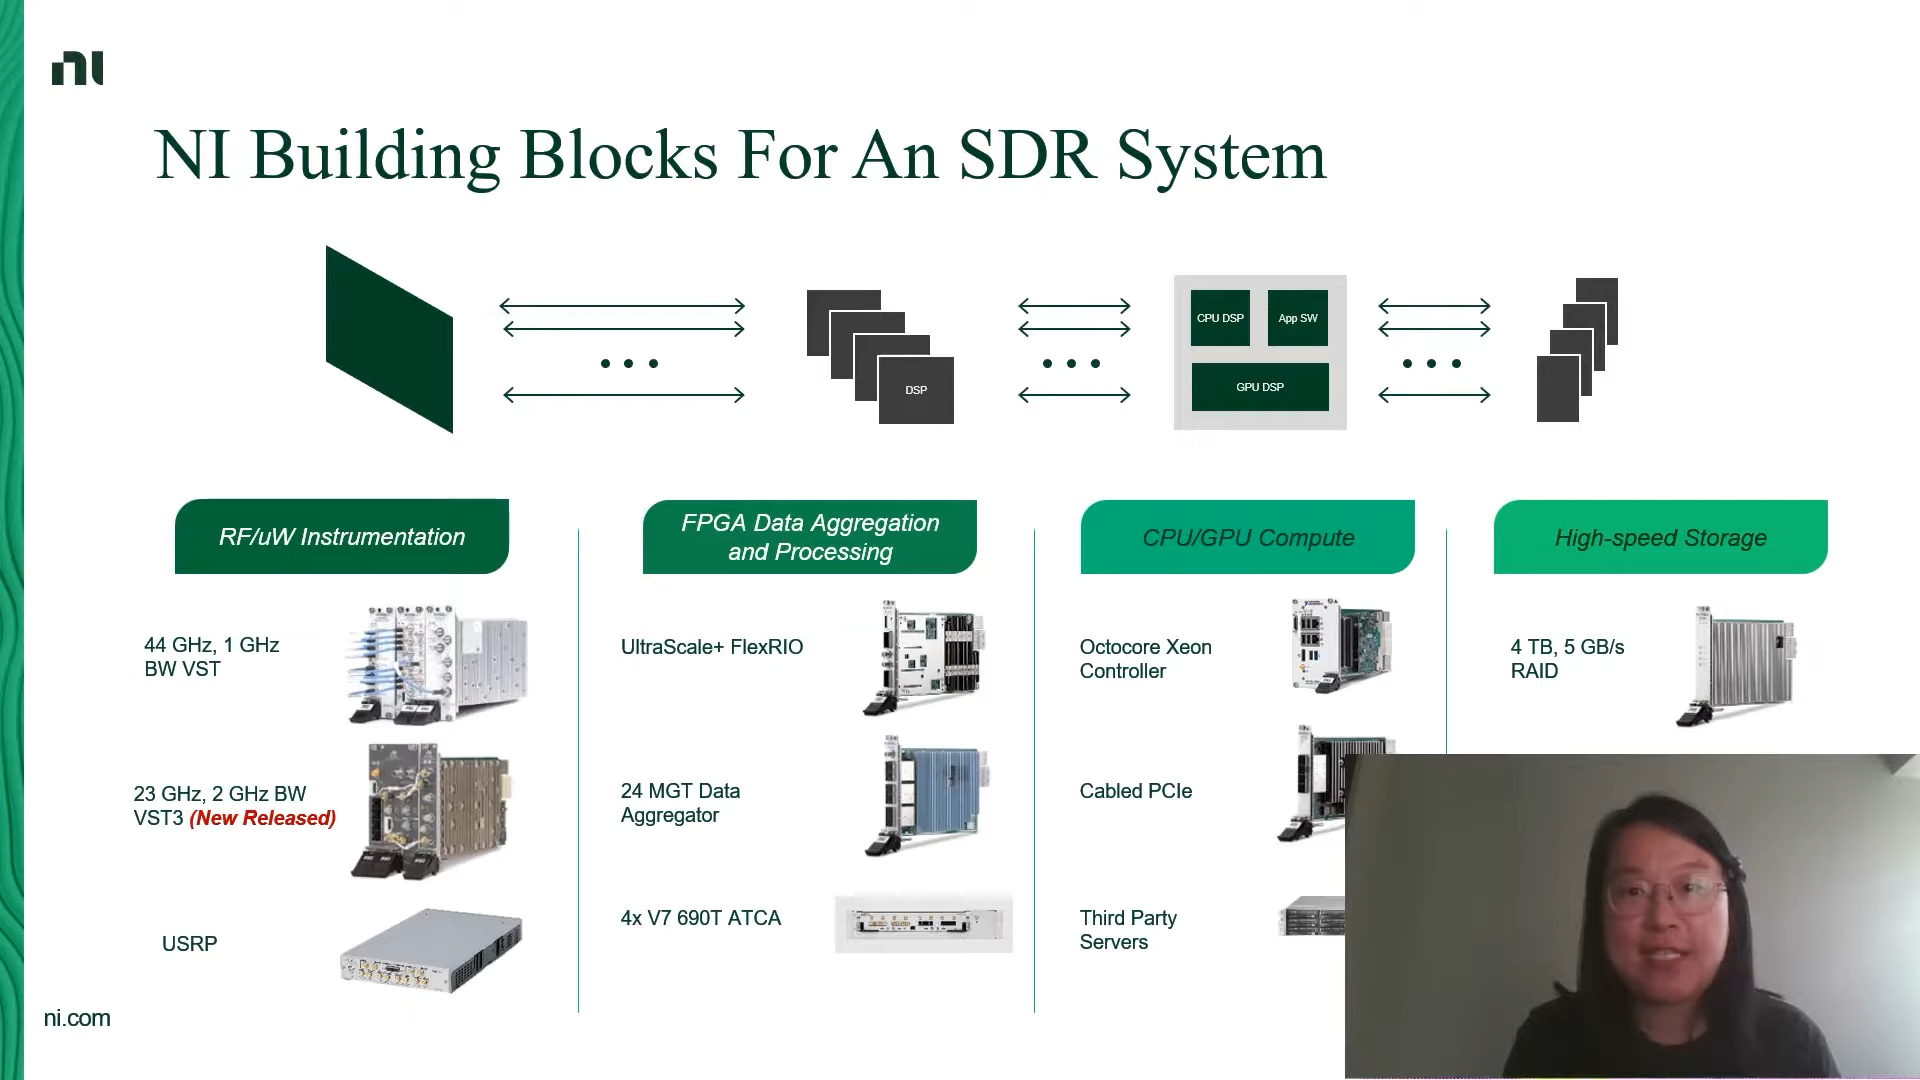 ni
NI Building Blocks For An SDR System
CPU DSP
App SW
DSP
GPU DSP
RF/uW Instrumentation
FPGA Data Aggregation
and Processing
CPU/GPU Compute
High-speed Storage
44 GHz, 1 GHz
BW VST
UltraScale+ FlexRIO
Octocore Xeon
Controller
4 TB, 5 GB/s
RAID
23 GHz, 2 GHz BW
VST3 (New Released)
24 MGT Data
Aggregator
Cabled PCIe
USRP
4x V7 690T ATCA
Third Party
Servers
ni.com